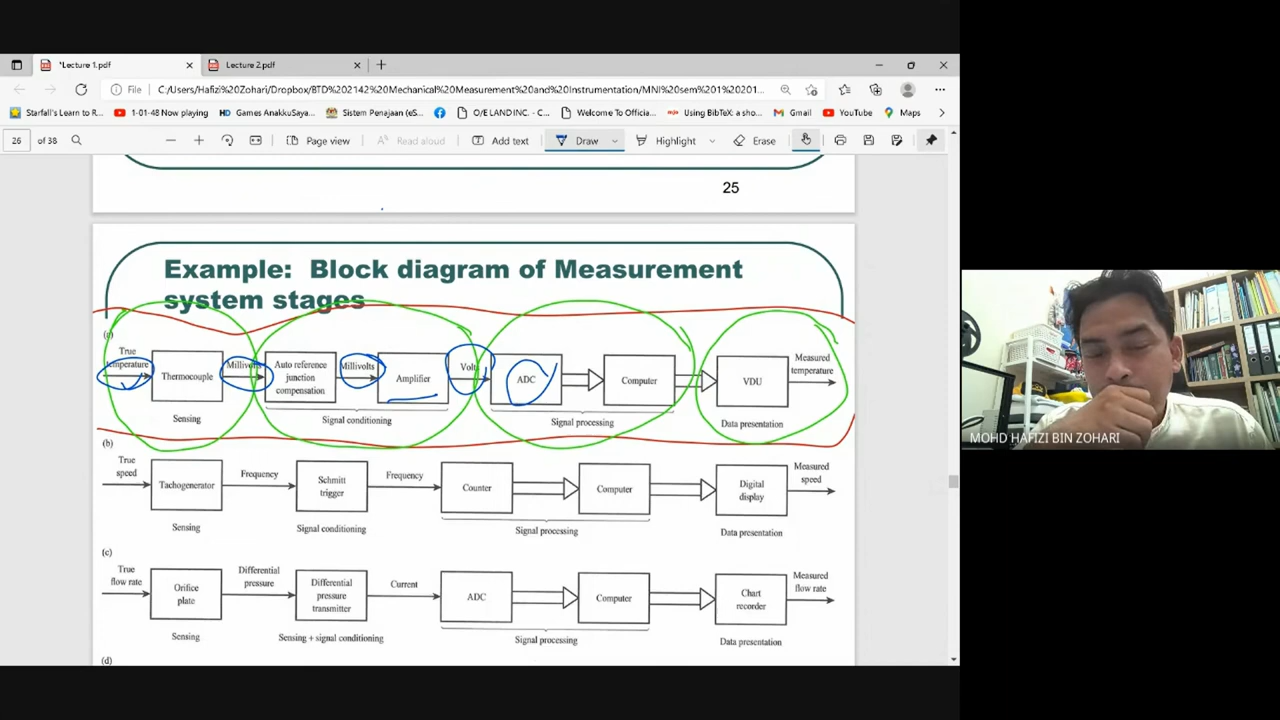 *Lecture 1.pdf
Lecture 2.pdf
File
C:/Users/Hafizi%20Zohari/Dropbox/BTD%202142%20Mechanical%20Measurement%20and%20Instrumentation/MNI%20sem%201%20201...
Starfall's Learn to R...
1-01-48 Now playing
HD Games AnakkuSaya...
Sistem Penajaan (eS...
O/E LAND INC. - C...
Welcome To Officia...
Using BibTeX: a sho...
Gmail
YouTube
Maps
26 of 38
Page view
Read aloud
Add text
Draw
Highlight
Erase
25
Example: Block diagram of Measurement
system stages
(a)
True
temperature
Thermocouple
Sensing
Millivolts
Auto reference
junction
compensation
Millivolts
Amplifier
Signal conditioning
Volts
ADC
Computer
Signal processing
VDU
Data presentation
Measured
temperature
(b)
True
speed
Tachogenerator
Sensing
Frequency
Schmitt
trigger
Signal conditioning
Frequency
Counter
Computer
Signal processing
Digital
display
Data presentation
Measured
speed
(c)
True
flow rate
Orifice
plate
Sensing
Differential
pressure
Differential
pressure
transmitter
Sensing + signal conditioning
Current
ADC
Computer
Signal processing
Chart
recorder
Data presentation
Measured
flow rate
(d)
MOHD HAFIZI BIN ZOHARI